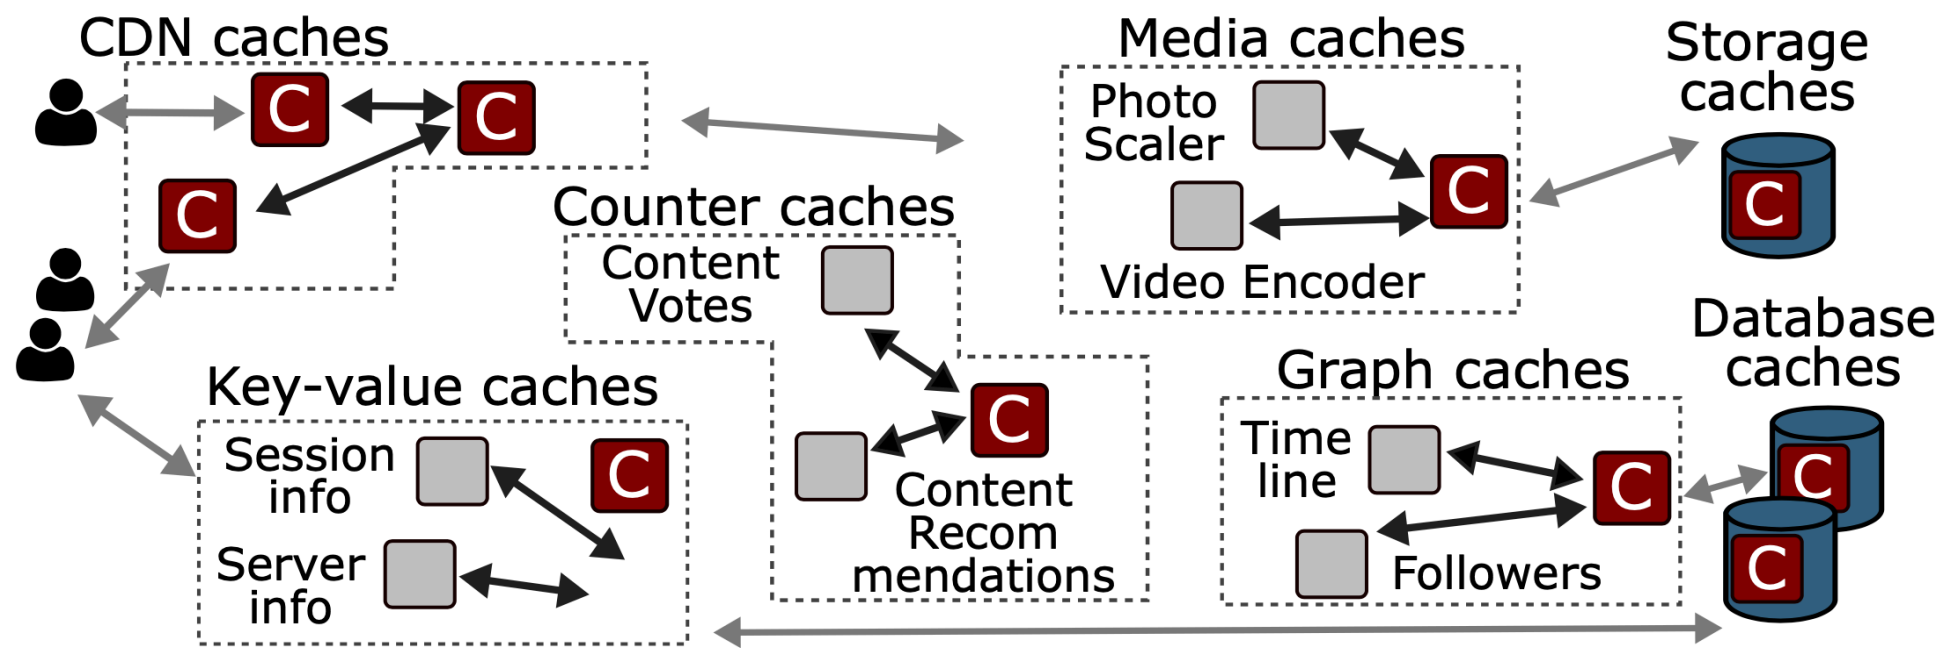 CDN caches
C
C
C
Media caches
Photo
Scaler
C
Video Encoder
Storage
caches
C
Counter caches
Content
Votes
C
Content
Recom
mendations
Key-value caches
Session
info
C
Server
info
Graph caches
Time
line
C
Followers
Database
caches
C
C